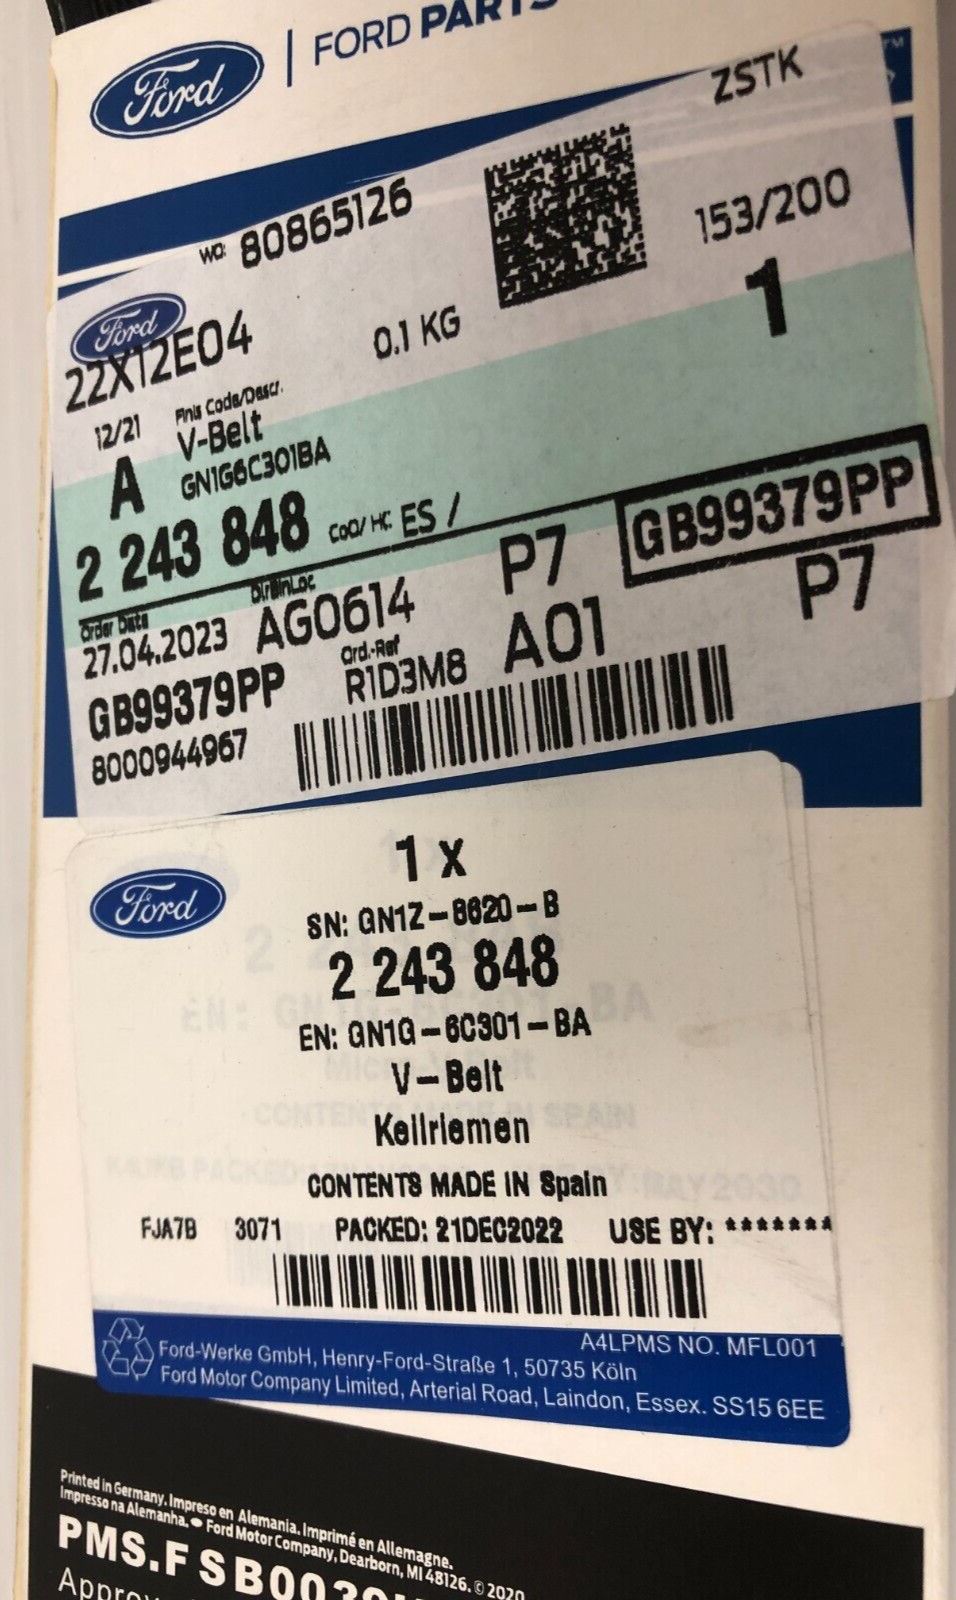 Ford FORD PARTS
ZSTK
WO: 80865126
153/200
Ford
22X12E04
0.1 KG
1
12/21
Finis Code/Descr.
A V-Belt
GN1G6C301BA
2 243 848 CoO/ HC ES /
Order Date DlrBinLoc P7 GB99379PP
27.04.2023 AG0614 P7
GB99379PP Ord.-Ref A01
8000944967 R1D3M8
1 x
Ford
SN: GN1Z-8620-B
2 243 848
EN: GN1G-6C301-BA
V-Belt
Keilriemen
CONTENTS MADE IN Spain
FJA7B 3071 PACKED: 21DEC2022 USE BY: *******
A4LPMS NO. MFL001
Ford-Werke GmbH, Henry-Ford-Straße 1, 50735 Köln
Ford Motor Company Limited, Arterial Road, Laindon, Essex. SS15 6EE
Printed in Germany. Impreso en Alemania. Imprimé en Allemagne.
Impresso na Alemanha. Ford Motor Company, Dearborn, MI 48126. © 2020